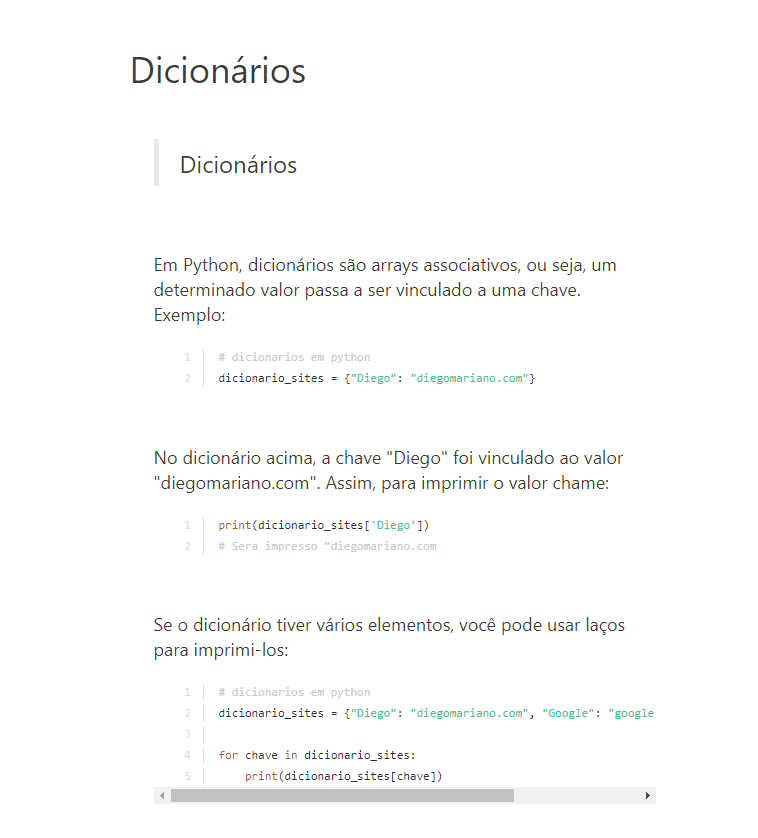 Dicionários
Dicionários
Em Python, dicionários são arrays associativos, ou seja, um
determinado valor passa a ser vinculado a uma chave.
Exemplo:
1 # dicionarios em python
2 dicionario_sites = {"Diego": "diegomariano.com"}
No dicionário acima, a chave "Diego" foi vinculado ao valor
"diegomariano.com". Assim, para imprimir o valor chame:
1 print(dicionario_sites['Diego'])
2 # Sera impresso "diegomariano.com
Se o dicionário tiver vários elementos, você pode usar laços
para imprimi-los:
1 # dicionarios em python
2 dicionario_sites = {"Diego": "diegomariano.com", "Google": "google
3
4 for chave in dicionario_sites:
5 print(dicionario_sites[chave])